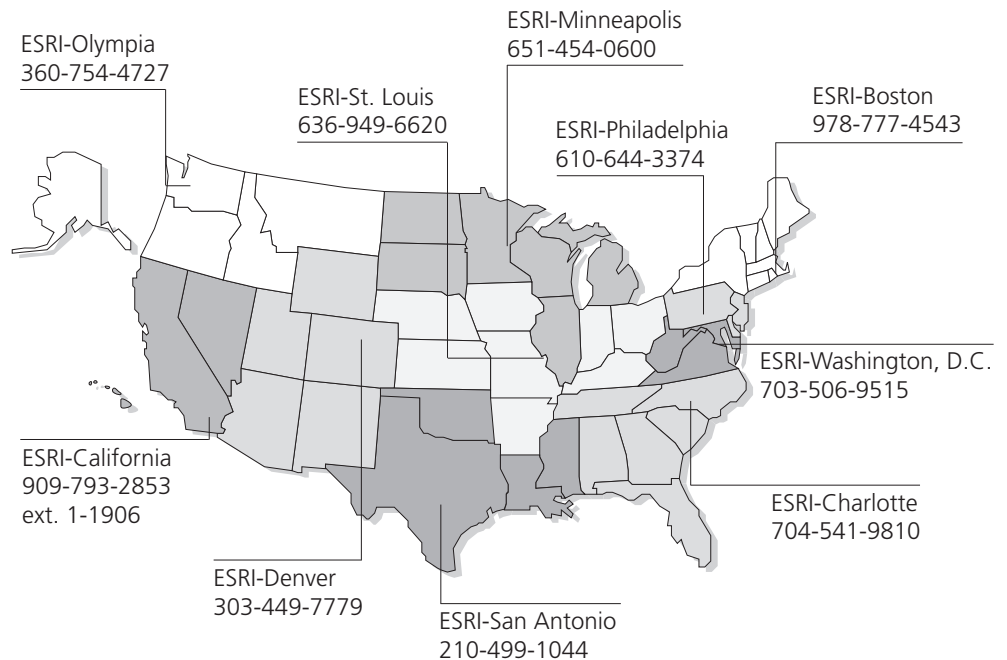 ESRI-Minneapolis
651-454-0600
ESRI-Olympia
360-754-4727
ESRI-St. Louis
636-949-6620
ESRI-Boston
978-777-4543
ESRI-Philadelphia
610-644-3374
ESRI-Washington, D.C.
703-506-9515
ESRI-California
909-793-2853
ext. 1-1906
ESRI-Charlotte
704-541-9810
ESRI-Denver
303-449-7779
ESRI-San Antonio
210-499-1044